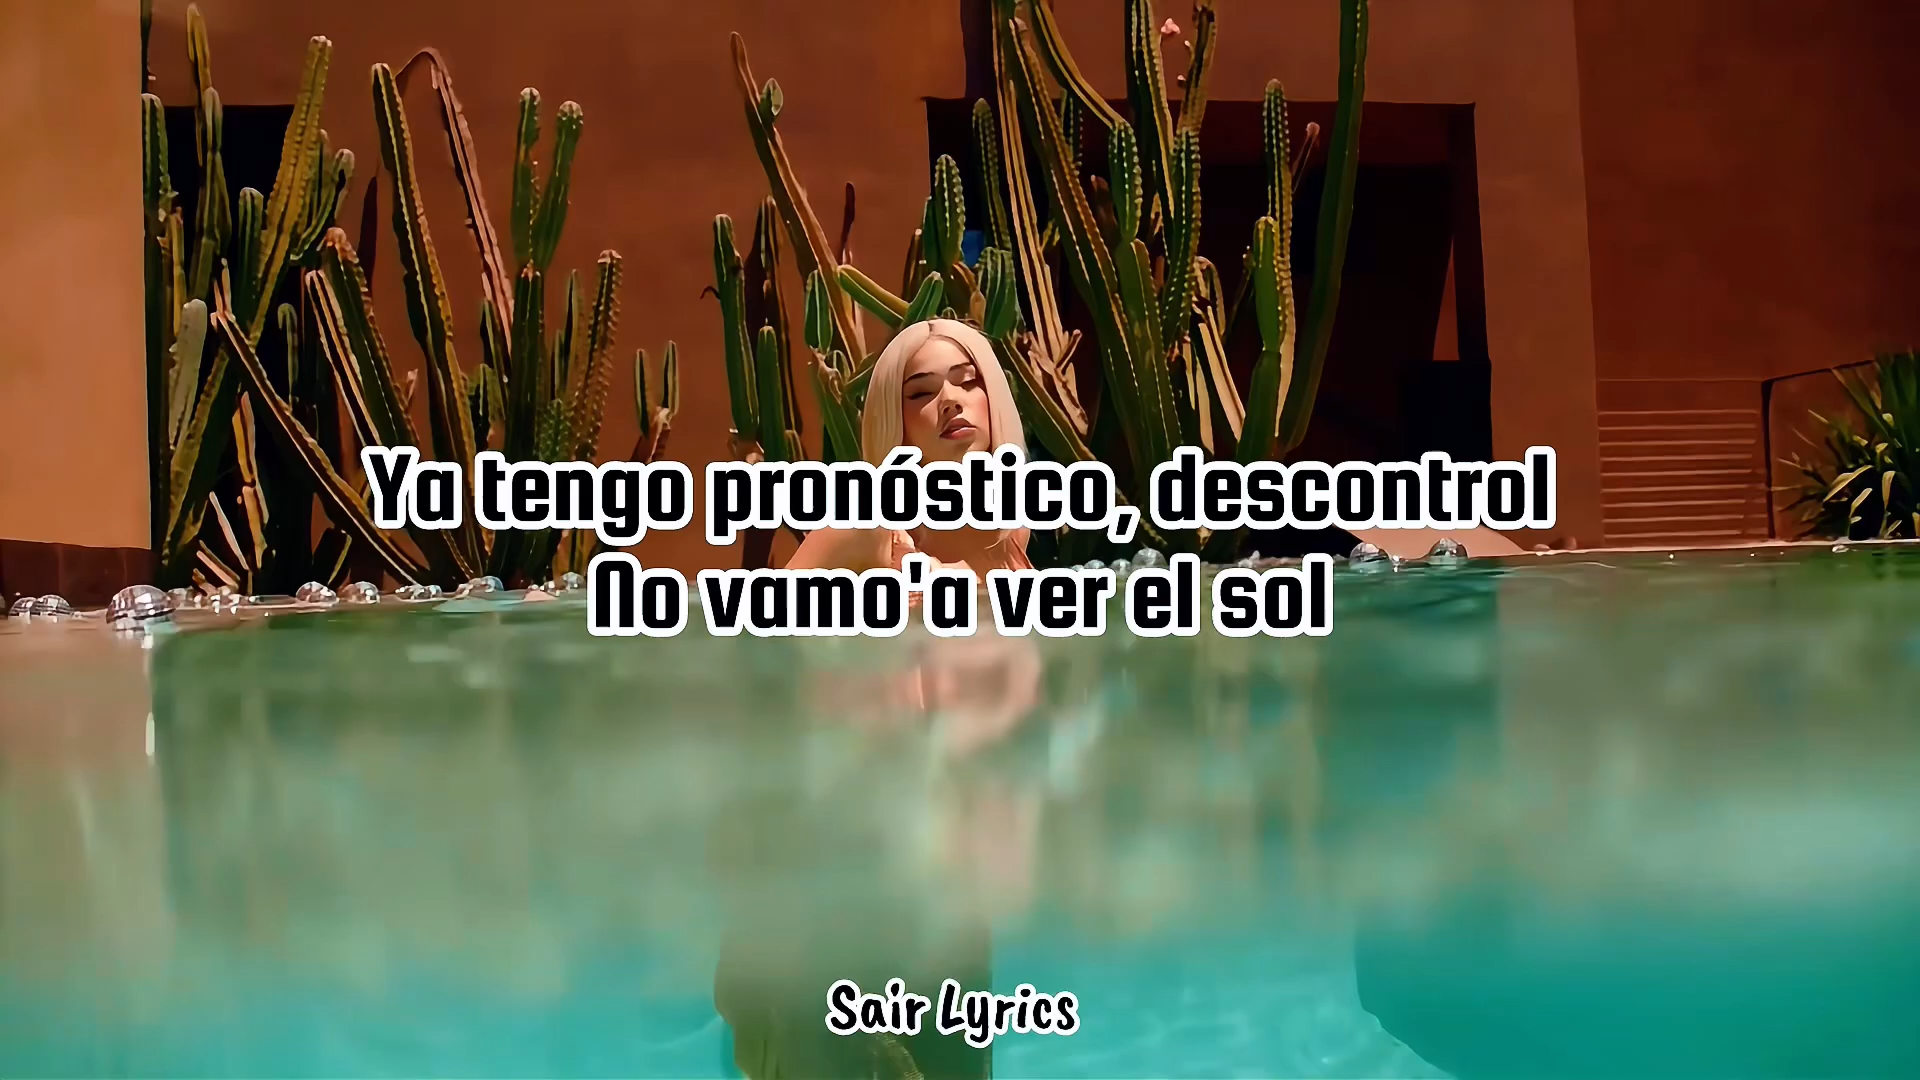 Ya tengo pronóstico, descontrol
No vamo'a ver el sol
Sair Lyrics